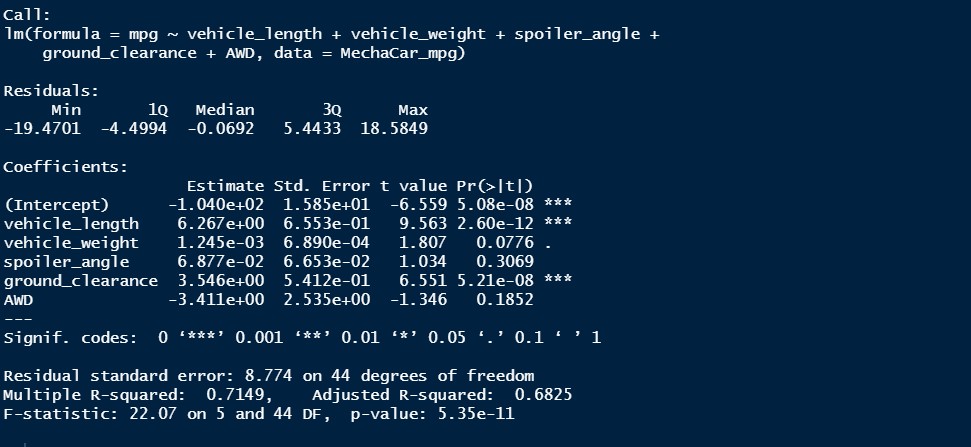 Call:
lm(formula = mpg ~ vehicle_length + vehicle_weight + spoiler_angle +
    ground_clearance + AWD, data = MechaCar_mpg)
Residuals:
     Min       1Q   Median       3Q      Max
-19.4701  -4.4994  -0.0692   5.4433  18.5849
Coefficients:
                   Estimate Std. Error t value Pr(>|t|)
(Intercept)      -1.040e+02  1.585e+01  -6.559 5.08e-08 ***
vehicle_length    6.267e+00  6.553e-01   9.563 2.60e-12 ***
vehicle_weight    1.245e-03  6.890e-04   1.807   0.0776 .
spoiler_angle     6.877e-02  6.653e-02   1.034   0.3069
ground_clearance  3.546e+00  5.412e-01   6.551 5.21e-08 ***
AWD              -3.411e+00  2.535e+00  -1.346   0.1852
---
Signif. codes:  0 ‘***’ 0.001 ‘**’ 0.01 ‘*’ 0.05 ‘.’ 0.1 ‘ ’ 1
Residual standard error: 8.774 on 44 degrees of freedom
Multiple R-squared:  0.7149,    Adjusted R-squared:  0.6825
F-statistic: 22.07 on 5 and 44 DF,  p-value: 5.35e-11